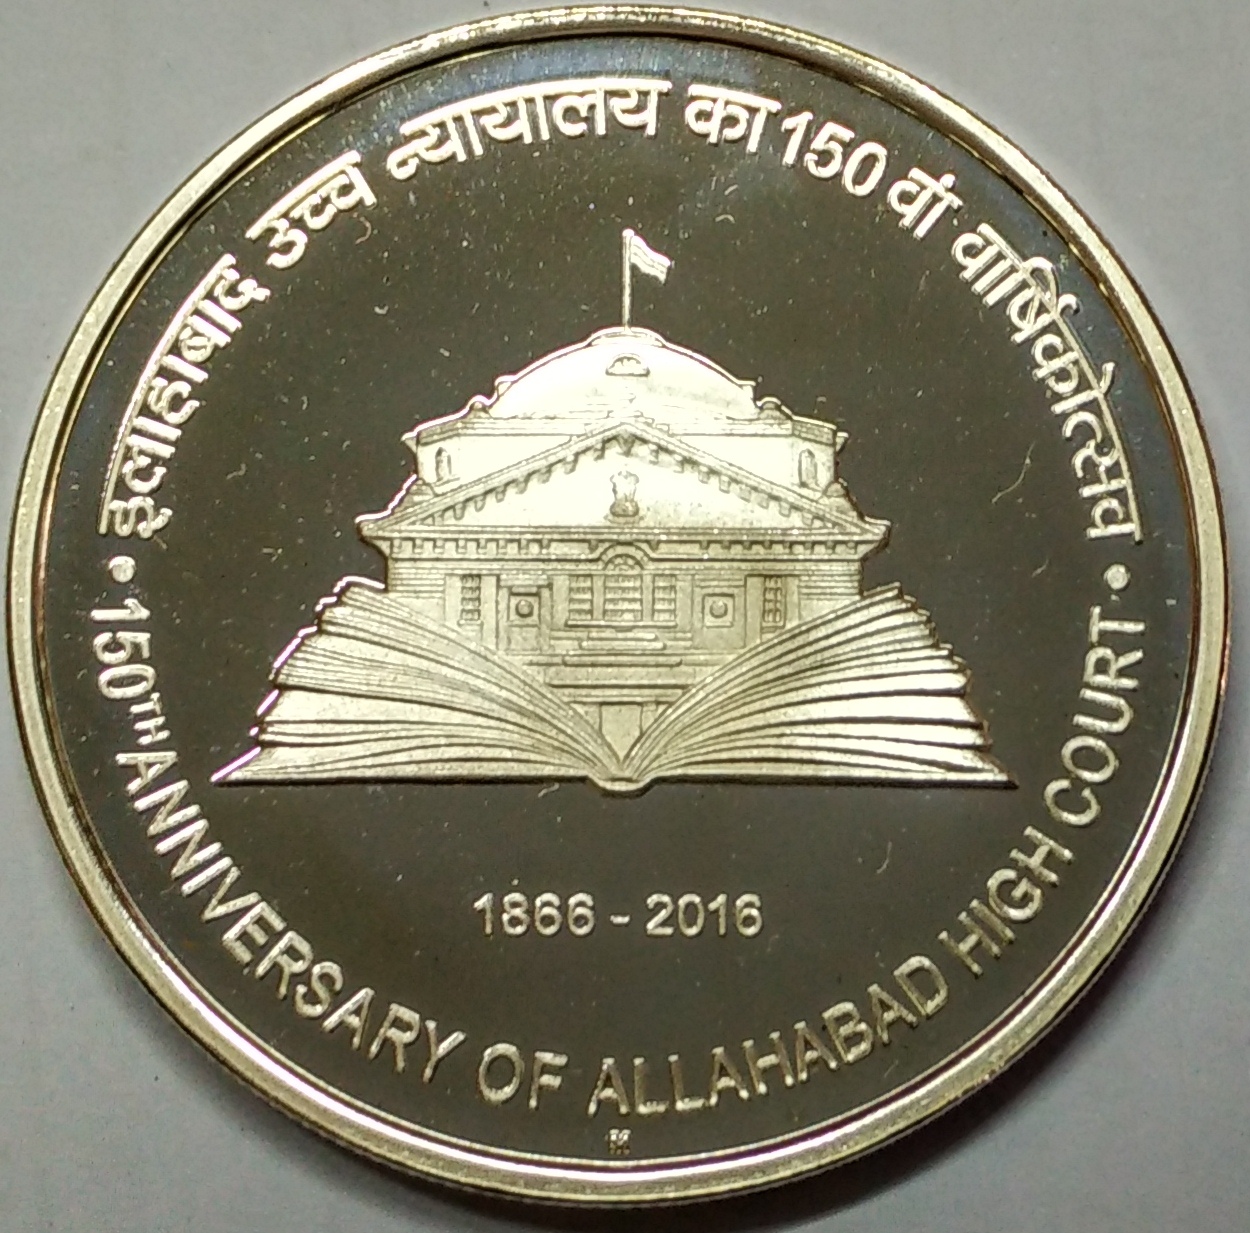 इलाहाबाद उच्च न्यायालय का 150 वां वार्षिकोत्सव
1866 - 2016
• 150TH ANNIVERSARY OF ALLAHABAD HIGH COURT •
M